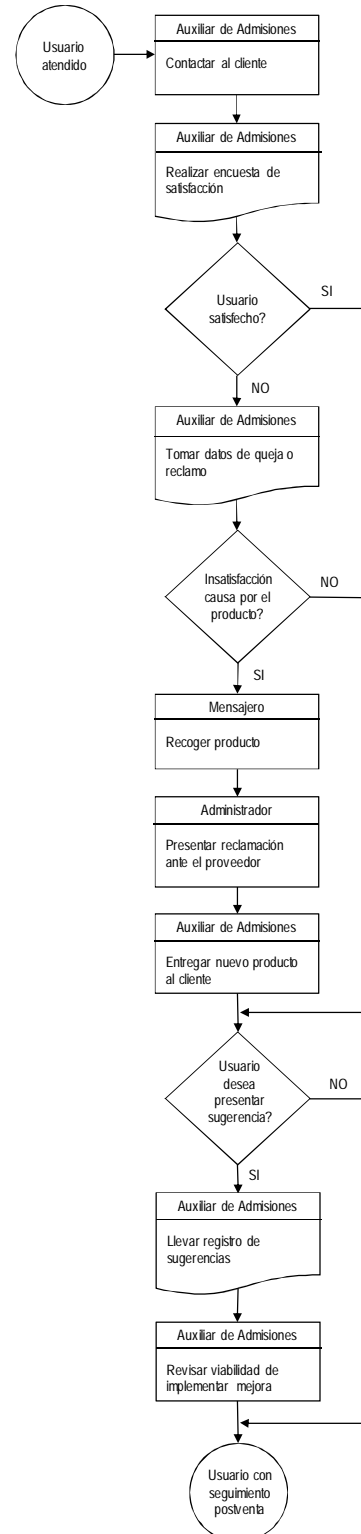 Usuario
atendido
Auxiliar de Admisiones
Contactar al cliente
Auxiliar de Admisiones
Realizar encuesta de
satisfacción
Usuario
satisfecho?
SI
NO
Auxiliar de Admisiones
Tomar datos de queja o
reclamo
Insatisfacción
causa por el
producto?
NO
SI
Mensajero
Recoger producto
Administrador
Presentar reclamación
ante el proveedor
Auxiliar de Admisiones
Entregar nuevo producto
al cliente
Usuario
desea
presentar
sugerencia?
NO
SI
Auxiliar de Admisiones
Llevar registro de
sugerencias
Auxiliar de Admisiones
Revisar viabilidad de
implementar mejora
Usuario con
seguimiento
postventa